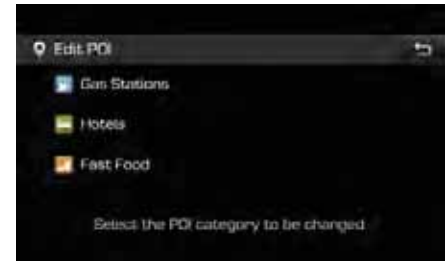 Edit POI
Gas Stations
Hotels
Fast Food
Select the POI category to be changed